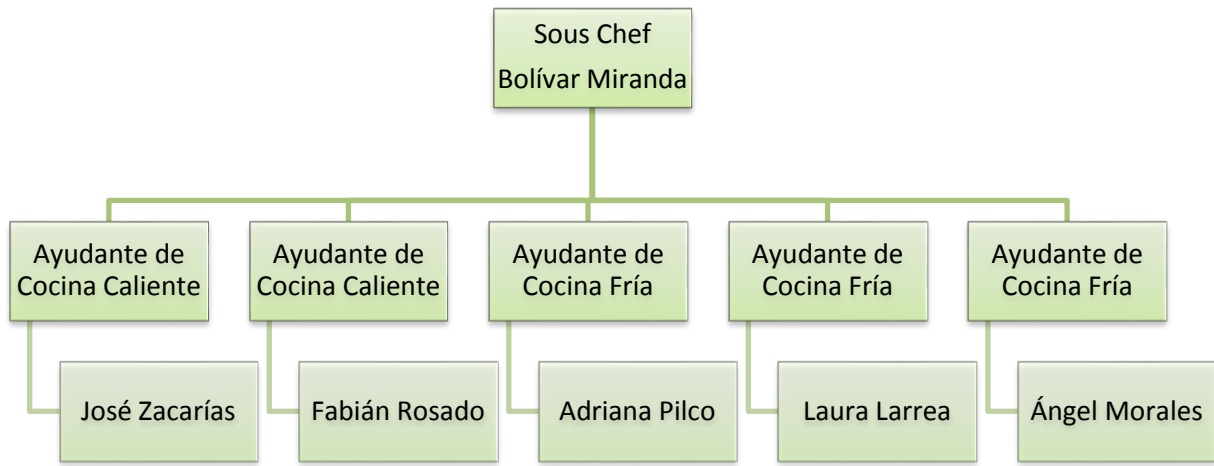 Sous Chef
Bolívar Miranda
Ayudante de
Cocina Caliente
Ayudante de
Cocina Caliente
Ayudante de
Cocina Fría
Ayudante de
Cocina Fría
Ayudante de
Cocina Fría
José Zacarías
Fabián Rosado
Adriana Pilco
Laura Larrea
Ángel Morales